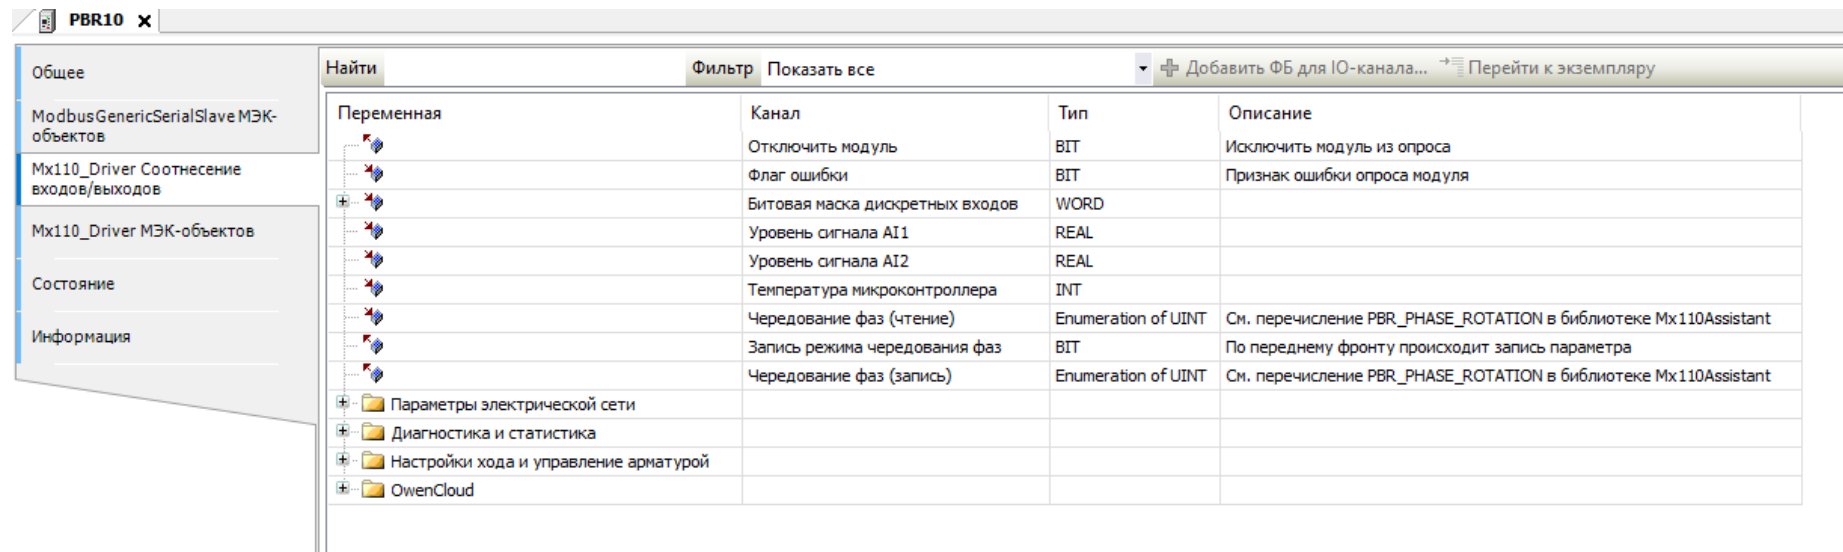 PBR10
Общее
ModbusGenericSerialSlave МЭК-
объектов
Mx110_Driver Соотнесение
входов/выходов
Mx110_Driver МЭК-объектов
Состояние
Информация
Найти Фильтр Показать все Добавить ФБ для IO-канала... Перейти к экземпляру
Переменная Канал Тип Описание
Отключить модуль BIT Исключить модуль из опроса
Флаг ошибки BIT Признак ошибки опроса модуля
Битовая маска дискретных входов WORD
Уровень сигнала AI1 REAL
Уровень сигнала AI2 REAL
Температура микроконтроллера INT
Чередование фаз (чтение) Enumeration of UINT См. перечисление PBR_PHASE_ROTATION в библиотеке Mx110Assistant
Запись режима чередования фаз BIT По переднему фронту происходит запись параметра
Чередование фаз (запись) Enumeration of UINT См. перечисление PBR_PHASE_ROTATION в библиотеке Mx110Assistant
Параметры электрической сети
Диагностика и статистика
Настройки хода и управление арматурой
OwenCloud